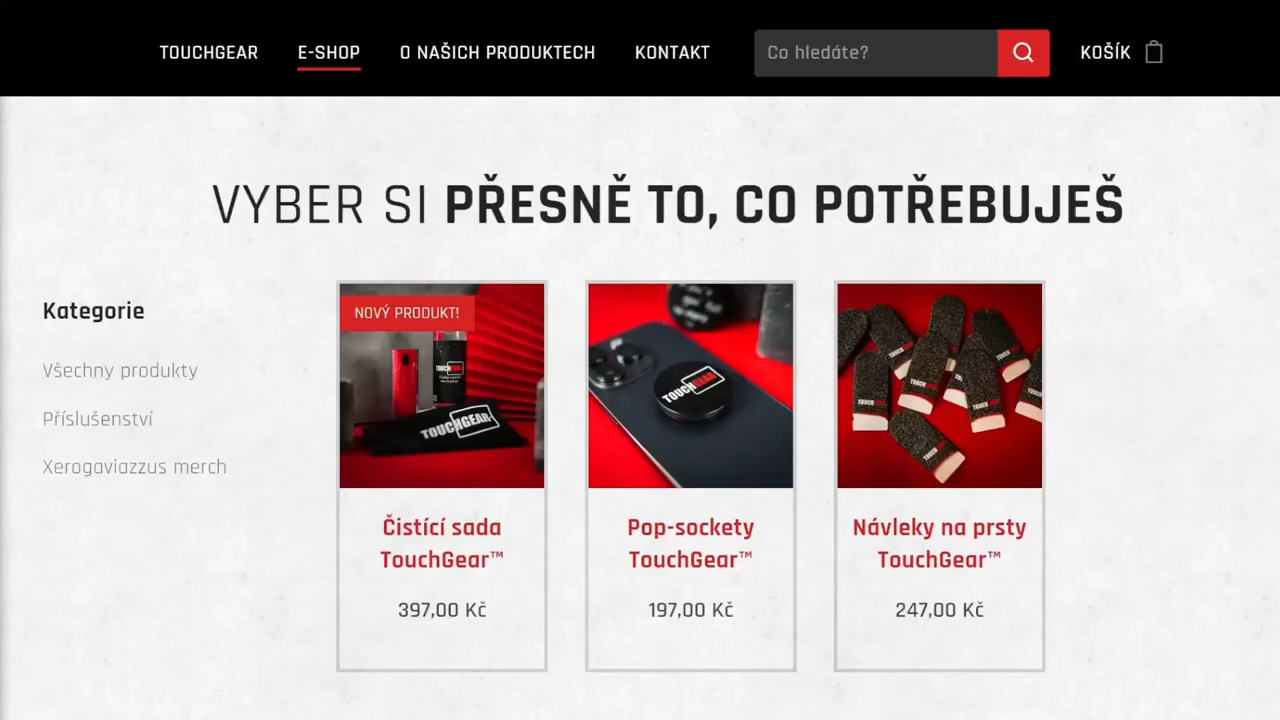 TOUCHGEAR E-SHOP O NAŠICH PRODUKTECH KONTAKT Co hledáte? KOŠÍK
VYBER SI PŘESNĚ TO, CO POTŘEBUJEŠ
Kategorie
Všechny produkty
Příslušenství
Xerogaviazzus merch
NOVÝ PRODUKT!
TOUCHGEAR
TOUCHGEAR
Čistící sada
TouchGear™
397,00 Kč
TOUCHGEAR
Pop-sockety
TouchGear™
197,00 Kč
Návleky na prsty
TouchGear™
247,00 Kč